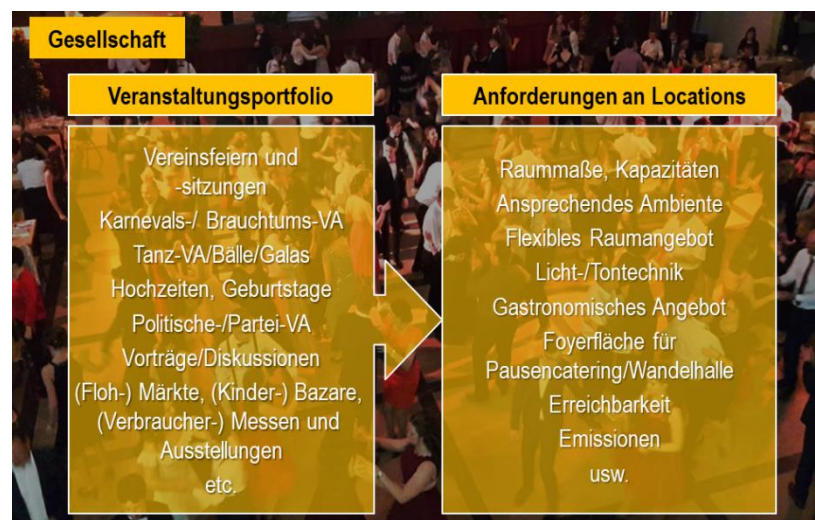 Gesellschaft
Veranstaltungsportfolio
Vereinsfeiern und
-sitzungen
Karnevals-/ Brauchtums-VA
Tanz-VA/Bälle/Galas
Hochzeiten, Geburtstage
Politische-/Partei-VA
Vorträge/Diskussionen
(Floh-) Märkte, (Kinder-) Bazare,
(Verbraucher-) Messen und
Ausstellungen
etc.
Anforderungen an Locations
Raummaße, Kapazitäten
Ansprechendes Ambiente
Flexibles Raumangebot
Licht-/Tontechnik
Gastronomisches Angebot
Foyerfläche für
Pausencatering/Wandelhalle
Erreichbarkeit
Emissionen
usw.